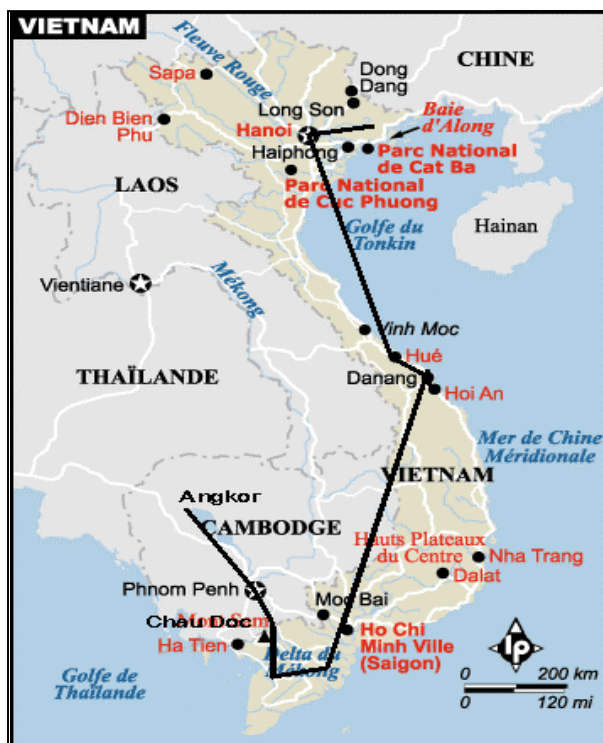 VIETNAM
Fleuve Rouge
CHINE
Sapa
Dong
Dang
Long Son
Dien Bien
Phu
Hanoi
Baie
d'Along
Haiphong
Parc National
de Cat Ba
LAOS
Parc National
de Cuc Phuong
Golfe du
Tonkin
Hainan
Vientiane
Mékong
Vinh Moc
Hué
THAÏLANDE
Danang
Hoi An
Mer de Chine
Méridionale
VIETNAM
Angkor
CAMBODGE
Hauts Plateaux
du Centre
Nha Trang
Dalat
Phnom Penh
Moc Bai
Chau Doc
Ha Tien
Ho Chi
Minh Ville
(Saigon)
Delta du
Mékong
Golfe de
Thaïlande
lp
0 200 km
0 120 mi